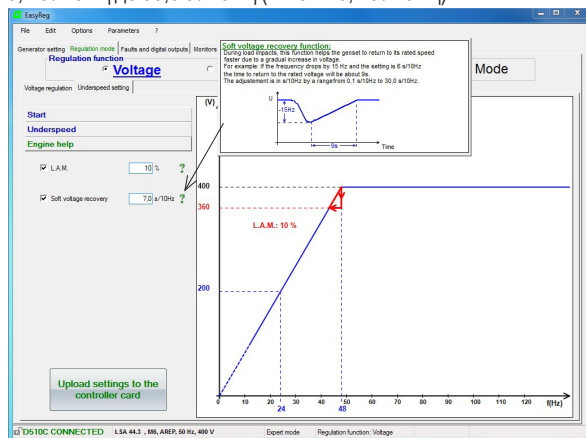 EasyReg
File Edit Options Parameters ?
Generator setting Regulation mode Faults and digital outputs Monitors
Regulation function
Voltage
Mode
Voltage regulation Underspeed setting
Soft voltage recovery function:
During load impacts, this function helps the genset to return to its rated speed
faster due to a gradual increase in voltage.
For example: If the frequency drops by 15 Hz and the setting is 6 s/10Hz
the time to return to the rated voltage will be about 9s.
The adjustement is in s/10Hz by a range from 0,1 s/10Hz to 30,0 s/10Hz.
U
-15Hz
9s
Time
Start
Underspeed
Engine help
L.A.M. 10 % ?
Soft voltage recovery 7,0 s/10Hz ?
(V)
400
360
L.A.M.: 10 %
200
0 10 20 30 40 50 60 70 80 90 100 110 120 f(Hz)
24 48
Upload settings to the
controller card
D510C CONNECTED LSA 44.3 , M6, AREP, 50 Hz, 400 V Expert mode Regulation function: Voltage